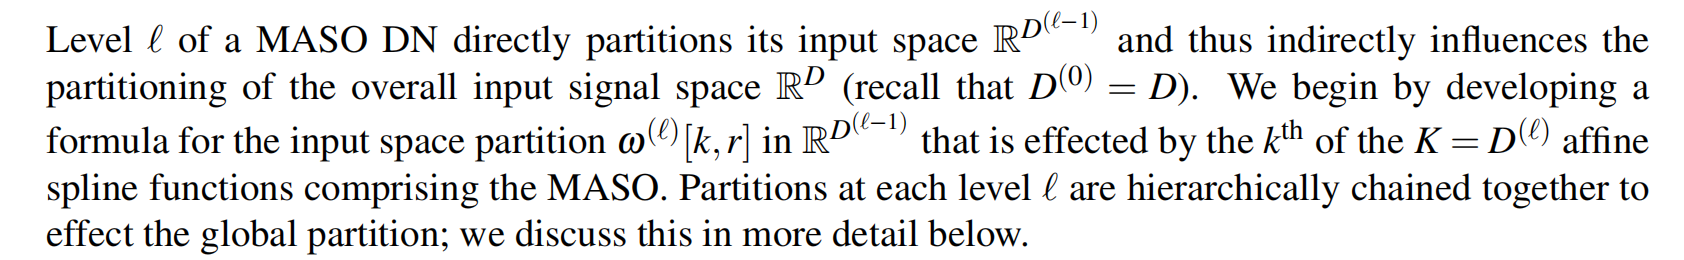 Level ℓ of a MASO DN directly partitions its input space ℝ^{D^{(ℓ−1)}} and thus indirectly influences the
partitioning of the overall input signal space ℝ^D (recall that D^{(0)} = D). We begin by developing a
formula for the input space partition ω^{(ℓ)}[k,r] in ℝ^{D^{(ℓ−1)}} that is effected by the k^{th} of the K = D^{(ℓ)} affine
spline functions comprising the MASO. Partitions at each level ℓ are hierarchically chained together to
effect the global partition; we discuss this in more detail below.